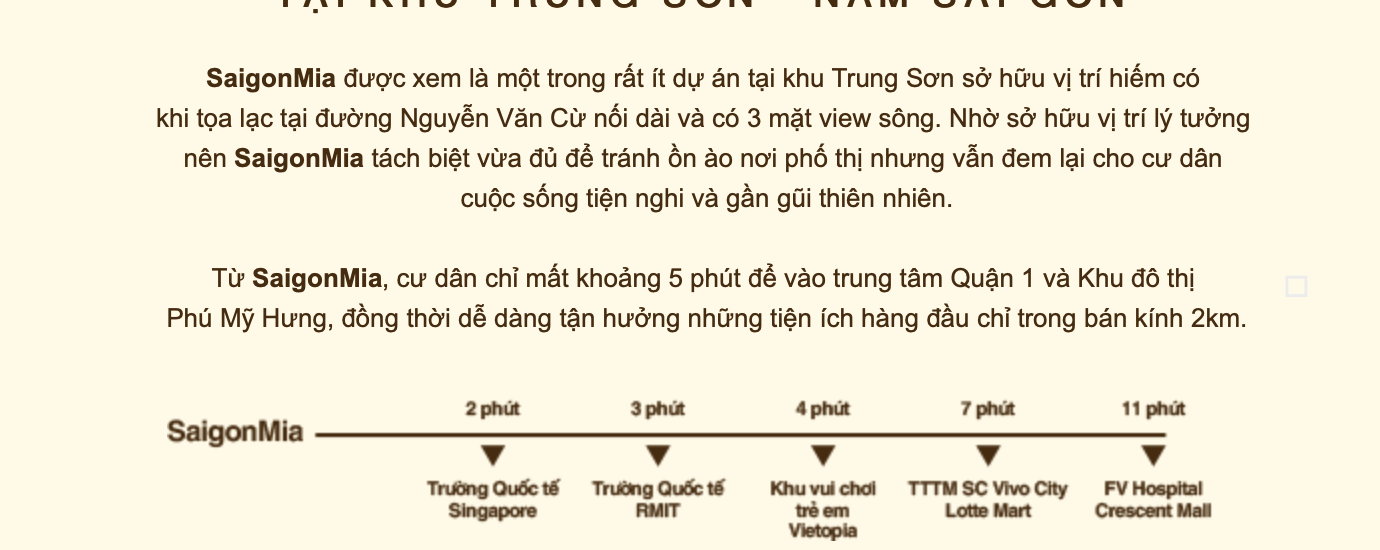 TẠI KHU TRUNG SƠN - NAM SÀI GÒN
SaigonMia được xem là một trong rất ít dự án tại khu Trung Sơn sở hữu vị trí hiếm có
khi tọa lạc tại đường Nguyễn Văn Cừ nối dài và có 3 mặt view sông. Nhờ sở hữu vị trí lý tưởng
nên SaigonMia tách biệt vừa đủ để tránh ồn ào nơi phố thị nhưng vẫn đem lại cho cư dân
cuộc sống tiện nghi và gần gũi thiên nhiên.
Từ SaigonMia, cư dân chỉ mất khoảng 5 phút để vào trung tâm Quận 1 và Khu đô thị
Phú Mỹ Hưng, đồng thời dễ dàng tận hưởng những tiện ích hàng đầu chỉ trong bán kính 2km.
SaigonMia
2 phút
Trường Quốc tế
Singapore
3 phút
Trường Quốc tế
RMIT
4 phút
Khu vui chơi
trẻ em
Vietopia
7 phút
TTTM SC Vivo City
Lotte Mart
11 phút
FV Hospital
Crescent Mall